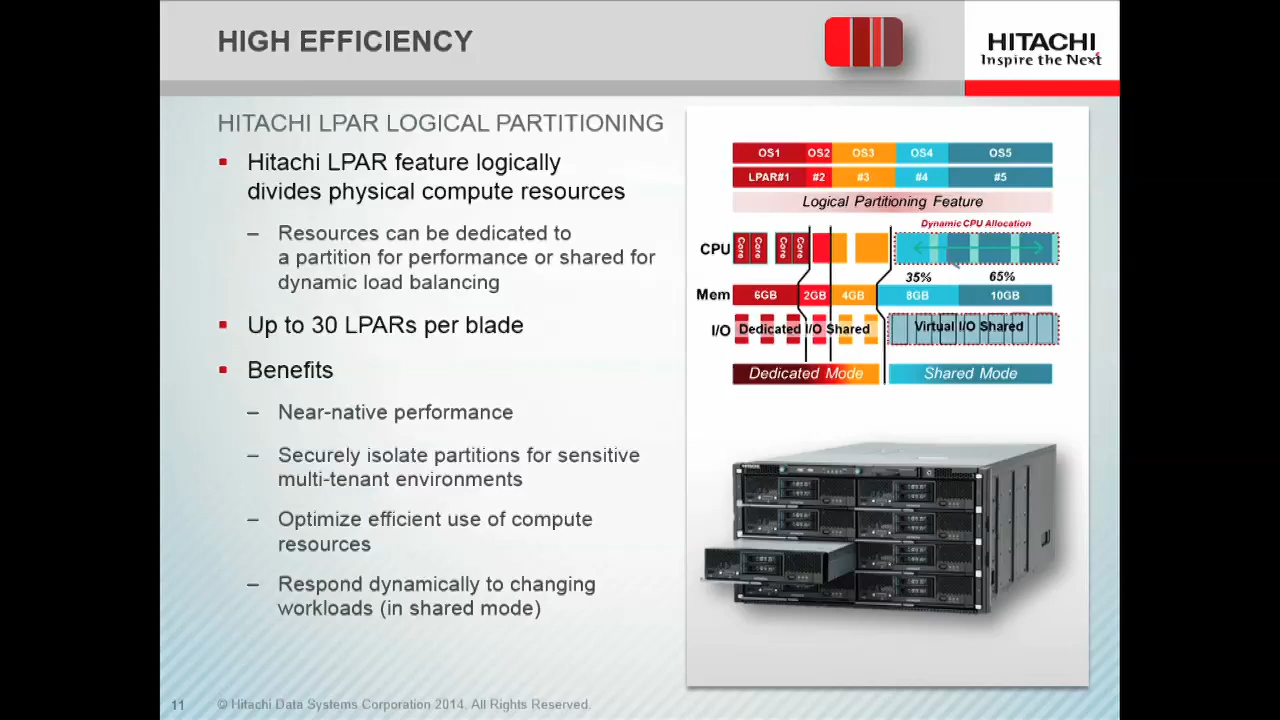 HIGH EFFICIENCY
HITACHI
Inspire the Next
HITACHI LPAR LOGICAL PARTITIONING
Hitachi LPAR feature logically
divides physical compute resources
– Resources can be dedicated to
a partition for performance or shared for
dynamic load balancing
Up to 30 LPARs per blade
Benefits
– Near-native performance
– Securely isolate partitions for sensitive
multi-tenant environments
– Optimize efficient use of compute
resources
– Respond dynamically to changing
workloads (in shared mode)
OS1 OS2 OS3 OS4 OS5
LPAR#1 #2 #3 #4 #5
Logical Partitioning Feature
Dynamic CPU Allocation
CPU Core Core Core Core
35% 65%
Mem 6GB 2GB 4GB 8GB 10GB
I/O Dedicated I/O Shared Virtual I/O Shared
Dedicated Mode Shared Mode
HITACHI
11 © Hitachi Data Systems Corporation 2014. All Rights Reserved.